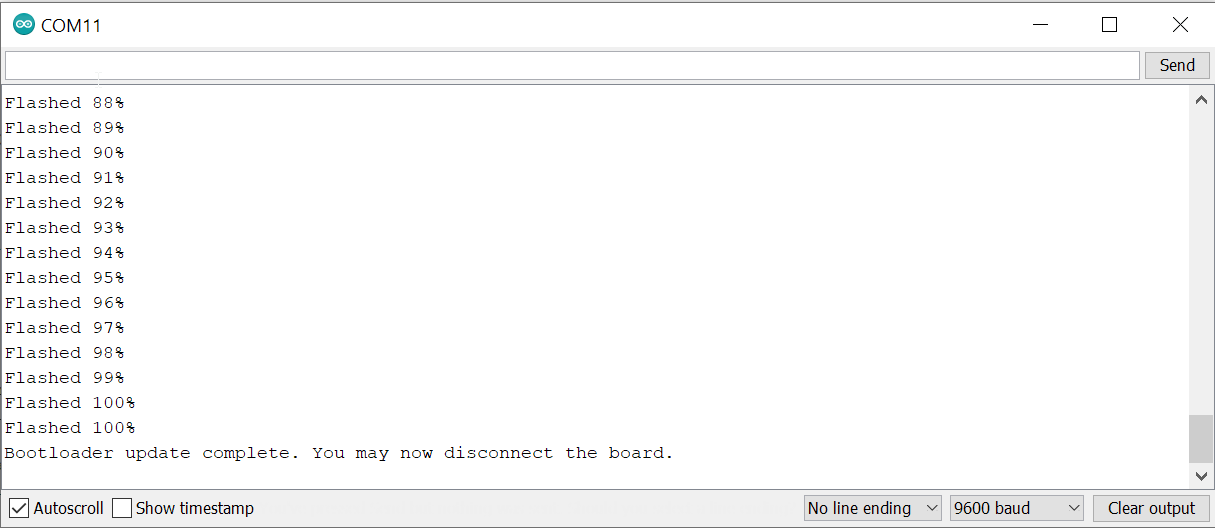 COM11
Send
Flashed 88%
Flashed 89%
Flashed 90%
Flashed 91%
Flashed 92%
Flashed 93%
Flashed 94%
Flashed 95%
Flashed 96%
Flashed 97%
Flashed 98%
Flashed 99%
Flashed 100%
Flashed 100%
Bootloader update complete. You may now disconnect the board.
Autoscroll Show timestamp No line ending 9600 baud Clear output